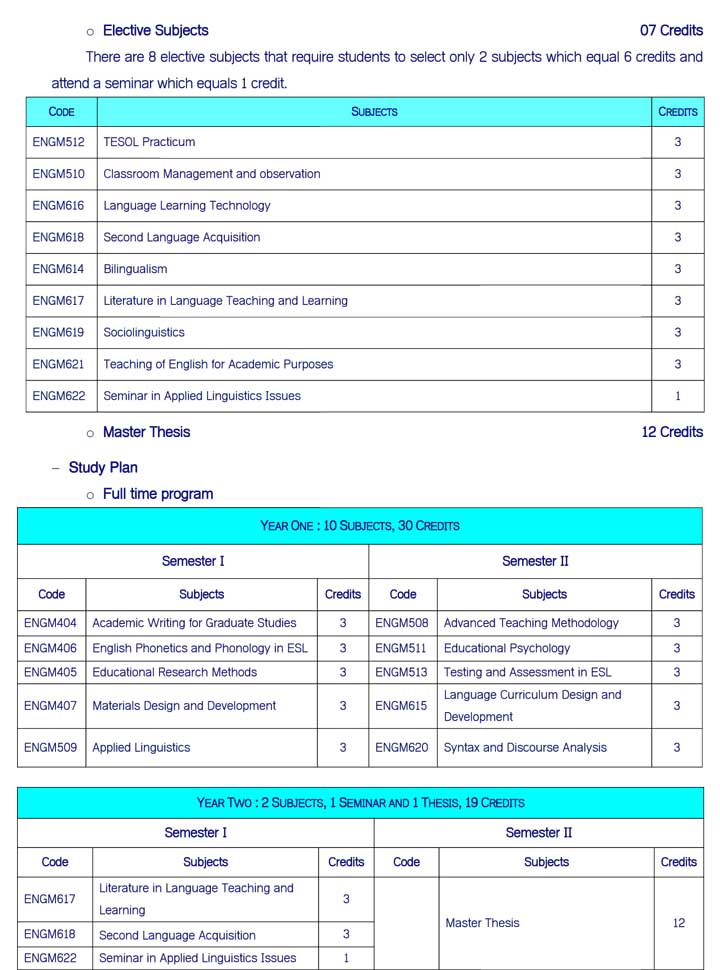 ○ Elective Subjects 07 Credits
There are 8 elective subjects that require students to select only 2 subjects which equal 6 credits and
attend a seminar which equals 1 credit.
CODE SUBJECTS CREDITS
ENGM512 TESOL Practicum 3
ENGM510 Classroom Management and observation 3
ENGM616 Language Learning Technology 3
ENGM618 Second Language Acquisition 3
ENGM614 Bilingualism 3
ENGM617 Literature in Language Teaching and Learning 3
ENGM619 Sociolinguistics 3
ENGM621 Teaching of English for Academic Purposes 3
ENGM622 Seminar in Applied Linguistics Issues 1
○ Master Thesis 12 Credits
– Study Plan
○ Full time program
YEAR ONE : 10 SUBJECTS, 30 CREDITS
Semester I Semester II
Code Subjects Credits Code Subjects Credits
ENGM404 Academic Writing for Graduate Studies 3 ENGM508 Advanced Teaching Methodology 3
ENGM406 English Phonetics and Phonology in ESL 3 ENGM511 Educational Psychology 3
ENGM405 Educational Research Methods 3 ENGM513 Testing and Assessment in ESL 3
ENGM407 Materials Design and Development 3 ENGM615 Language Curriculum Design and
Development 3
ENGM509 Applied Linguistics 3 ENGM620 Syntax and Discourse Analysis 3
YEAR TWO : 2 SUBJECTS, 1 SEMINAR AND 1 THESIS, 19 CREDITS
Semester I Semester II
Code Subjects Credits Code Subjects Credits
ENGM617 Literature in Language Teaching and
Learning 3
Master Thesis 12
ENGM618 Second Language Acquisition 3
ENGM622 Seminar in Applied Linguistics Issues 1